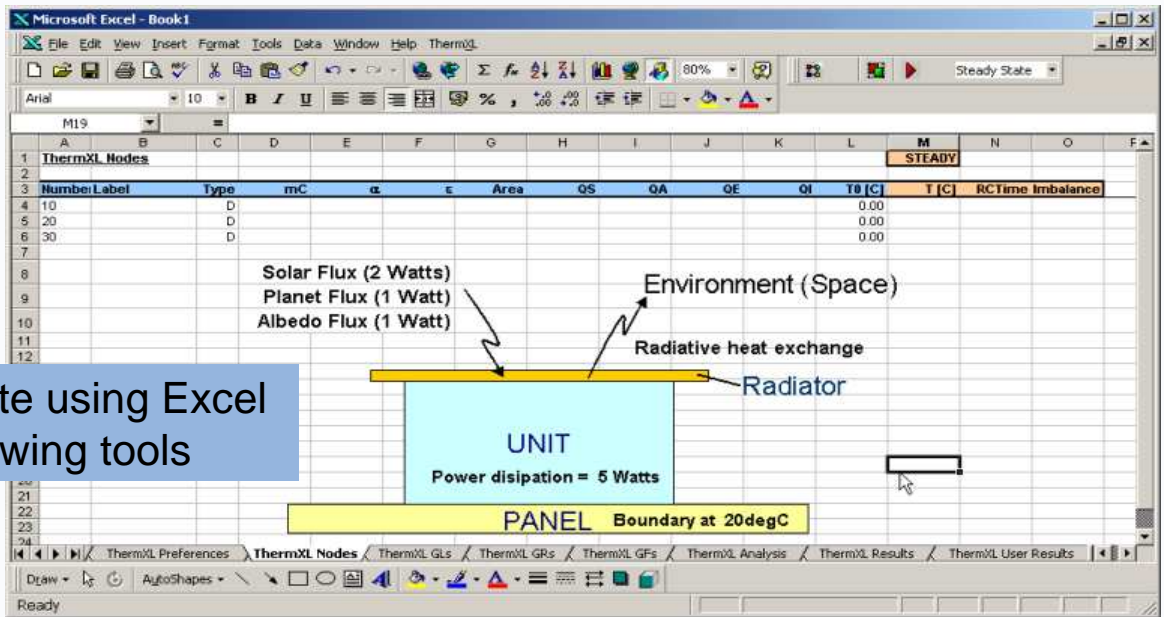 Microsoft Excel - Book1
File Edit View Insert Format Tools Data Window Help ThermXL
80% Steady State
Arial 10 B I U % ,
M19 =
A B C D E F G H I J K L M N O
1 ThermXL Nodes STEADY
2
3 Number Label Type mC α ε Area QS QA QE QI T0 [C] T [C] RCTime Imbalance
4 10 D 0.00
5 20 D 0.00
6 30 D 0.00
7
8 Solar Flux (2 Watts)
Environment (Space)
9 Planet Flux (1 Watt)
10 Albedo Flux (1 Watt)
11
12 Radiative heat exchange
Radiator
te using Excel
wing tools
UNIT
Power disipation = 5 Watts
20
21
22 PANEL Boundary at 20degC
23
24
ThermXL Preferences ThermXL Nodes ThermXL GLs ThermXL GRs ThermXL GFs ThermXL Analysis ThermXL Results ThermXL User Results
Draw AutoShapes
Ready